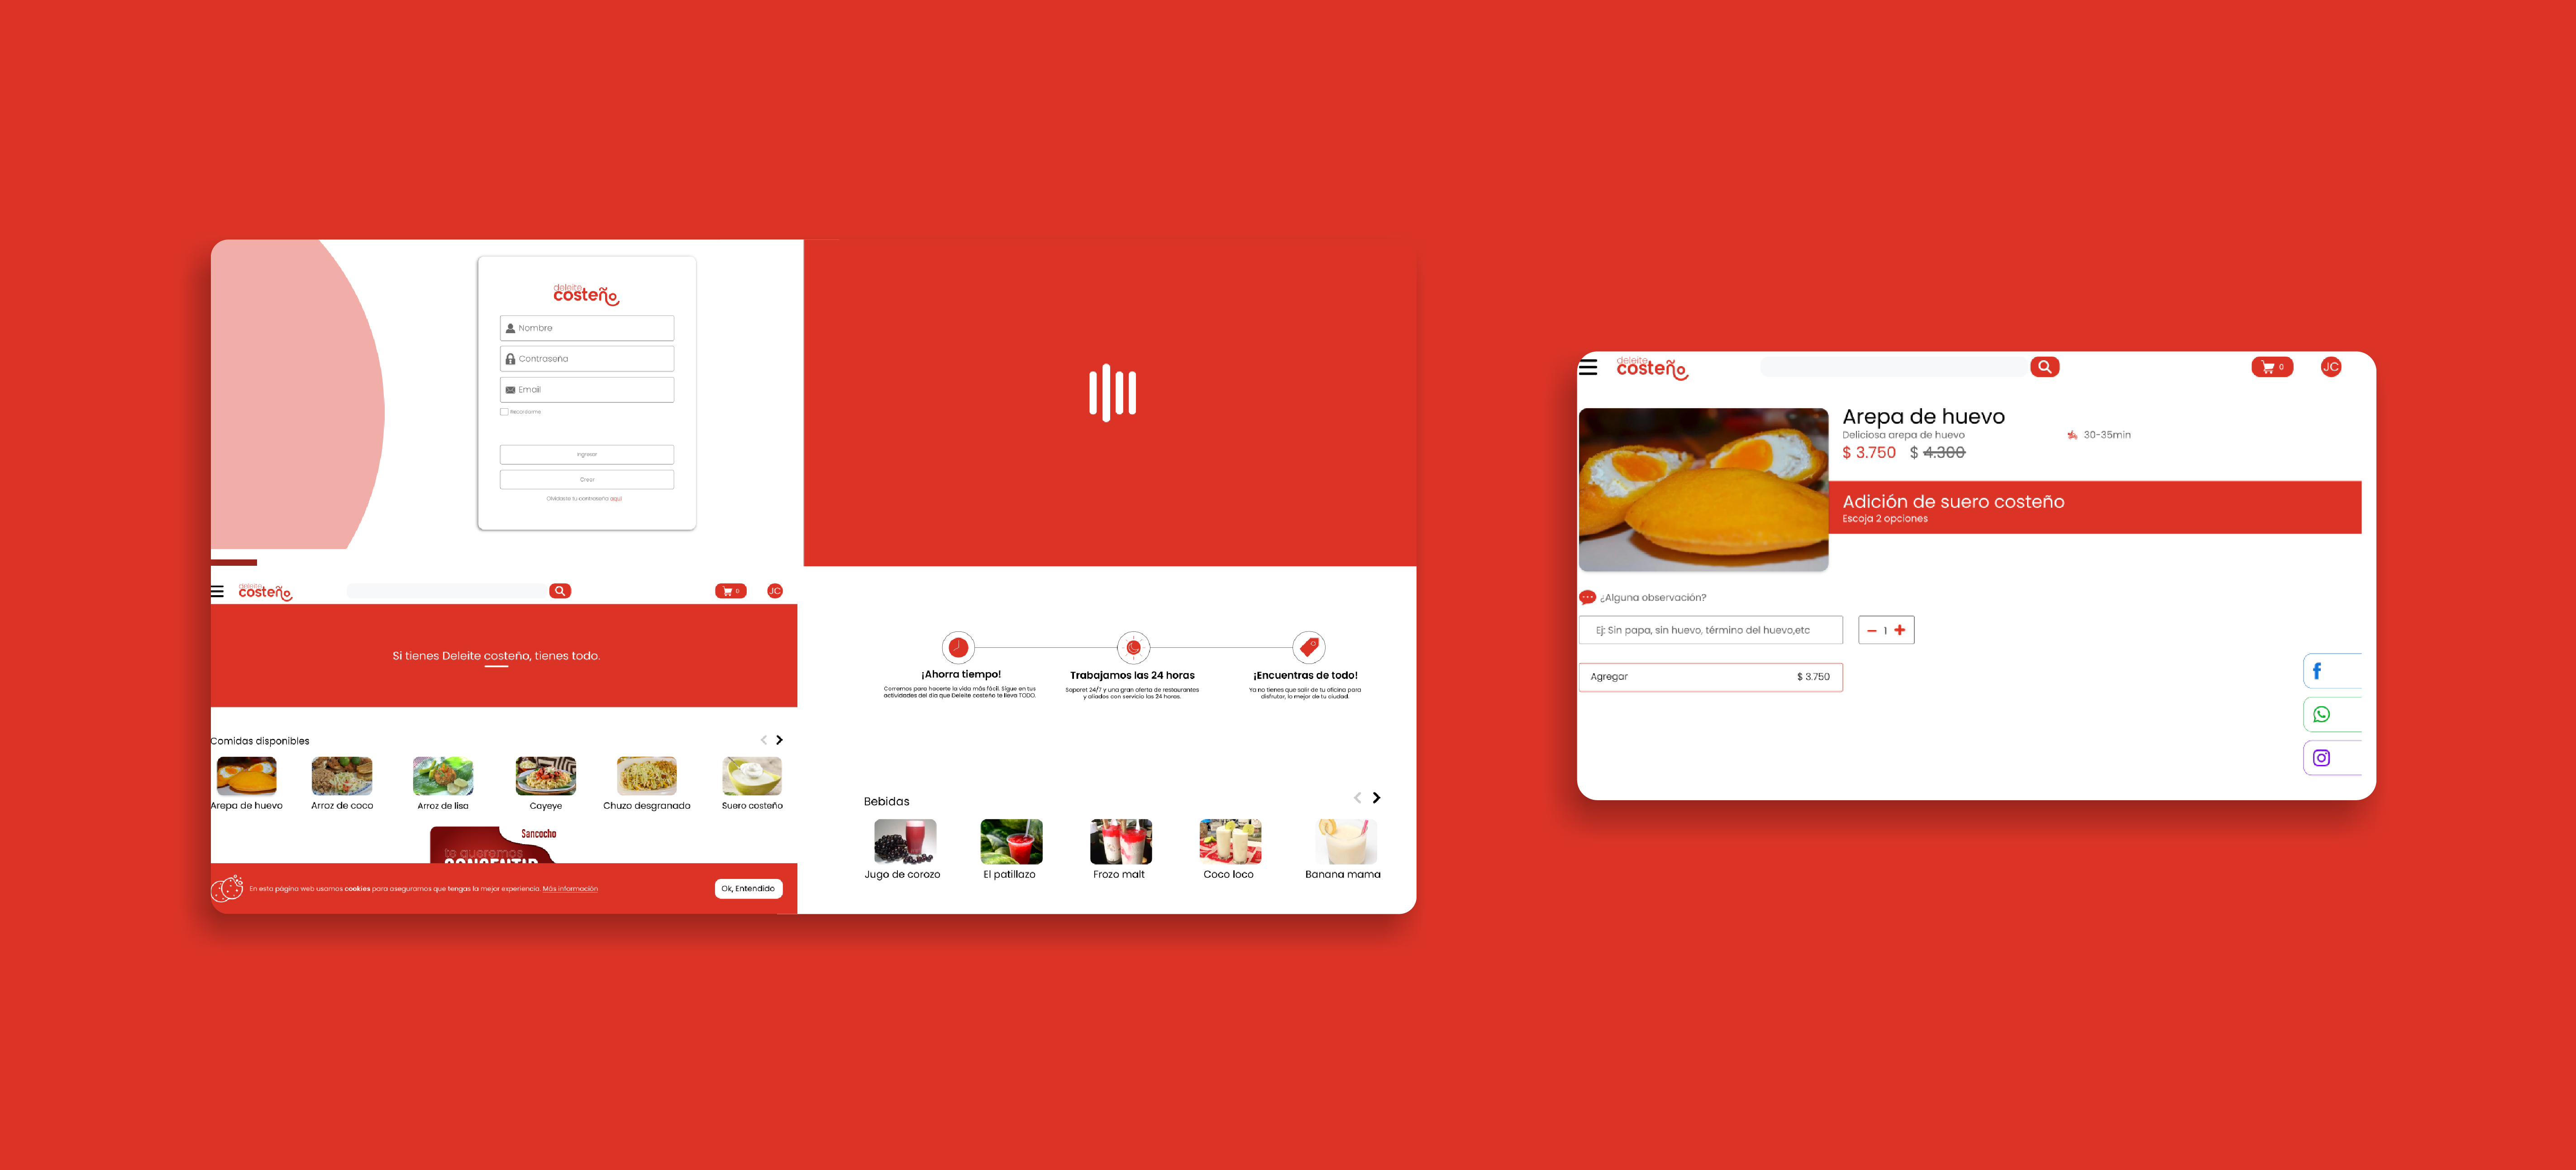 deleite
costeño
Nombre
Contraseña
Email
Recordarme
Ingresar
Crear
Olvidaste tu contraseña aquí
deleite
costeño
0
JC
Si tienes Deleite costeño, tienes todo.
Comidas disponibles
Arepa de huevo
Arroz de coco
Arroz de lisa
Cayeye
Chuzo desgranado
Suero costeño
Sancocho
te queremos
CONSENTIR
En esta página web usamos cookies para aseguramos que tengas la mejor experiencia. Más información
Ok, Entendido
¡Ahorra tiempo!
Corremos para hacerte la vida más fácil. Sigue en tus
actividades del día que Deleite costeño te lleva TODO.
Trabajamos las 24 horas
Soporet 24/7 y una gran oferta de restaurantes
y aliados con servicio las 24 horas.
¡Encuentras de todo!
Ya no tienes que salir de tu oficina para
disfrutar, lo mejor de tu ciudad.
Bebidas
Jugo de corozo
El patillazo
Frozo malt
Coco loco
Banana mama
deleite
costeño
0
JC
Arepa de huevo
Deliciosa arepa de huevo
30-35min
$ 3.750 $ 4.300
Adición de suero costeño
Escoja 2 opciones
¿Alguna observación?
Ej: Sin papa, sin huevo, término del huevo,etc
1
Agregar $ 3.750